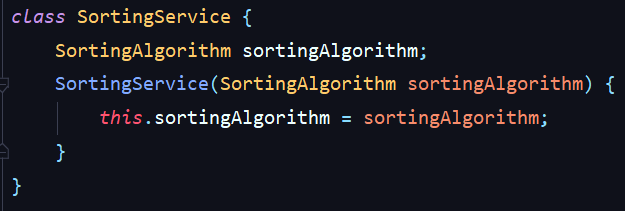 class SortingService {
    SortingAlgorithm sortingAlgorithm;
    SortingService(SortingAlgorithm sortingAlgorithm) {
        this.sortingAlgorithm = sortingAlgorithm;
    }
}